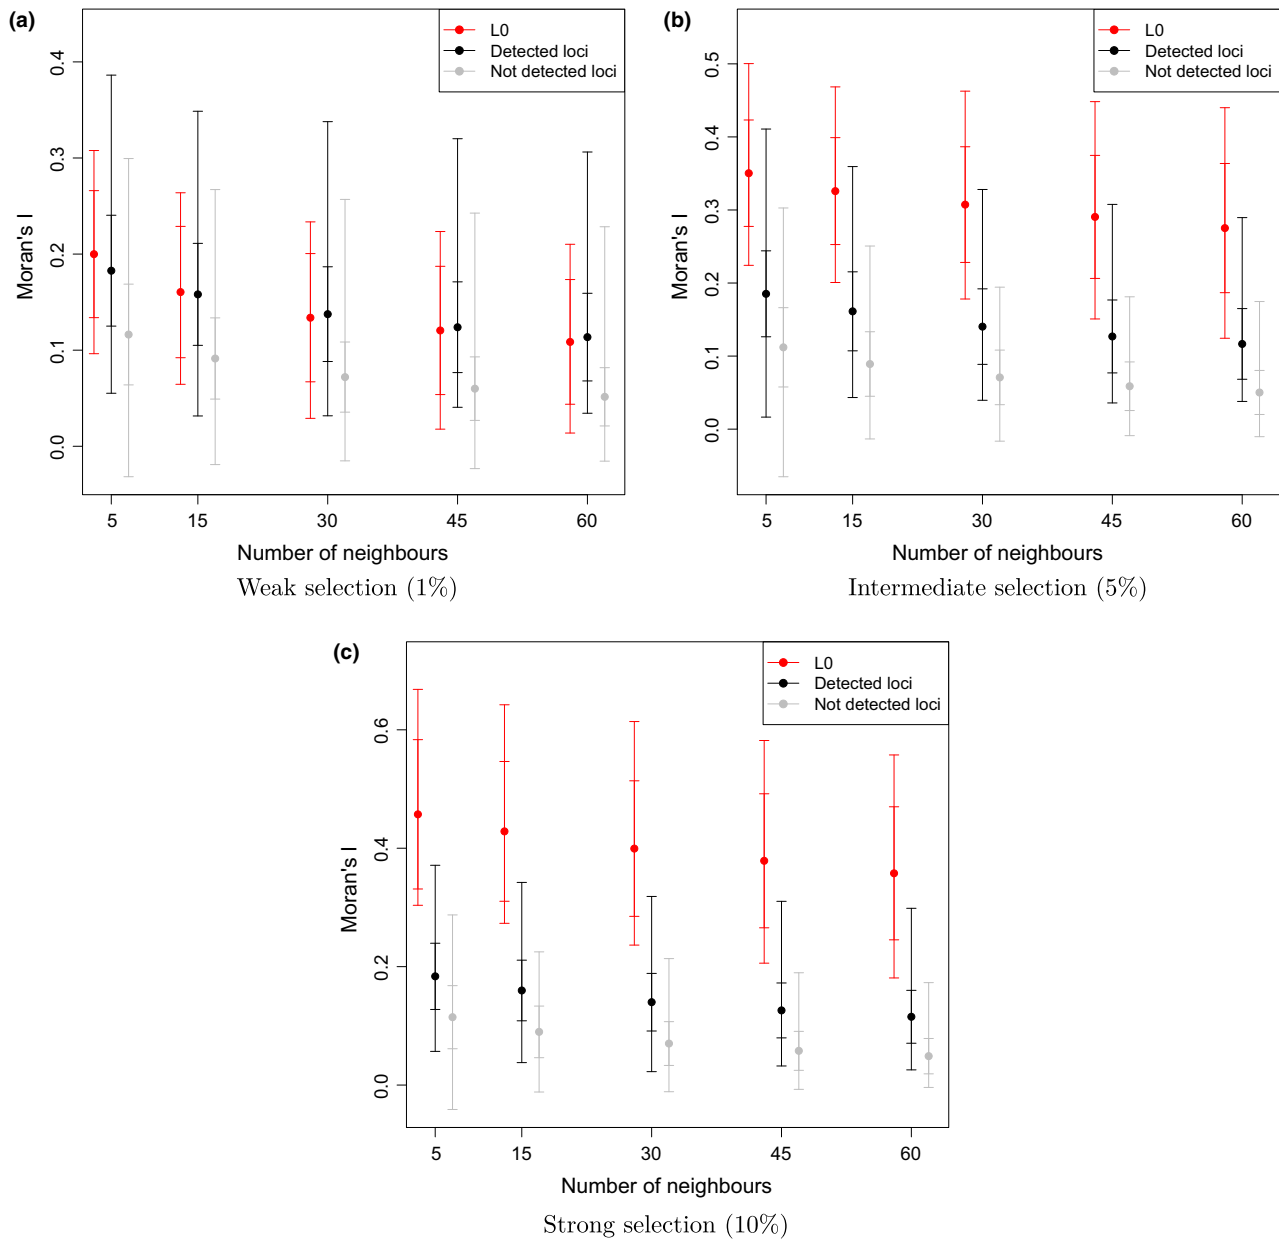 (a)
L0
Detected loci
Not detected loci
Moran's I
0.4
0.3
0.2
0.1
0.0
5 15 30 45 60
Number of neighbours
Weak selection (1%)
(b)
L0
Detected loci
Not detected loci
Moran's I
0.5
0.4
0.3
0.2
0.1
0.0
5 15 30 45 60
Number of neighbours
Intermediate selection (5%)
(c)
L0
Detected loci
Not detected loci
Moran's I
0.6
0.4
0.2
0.0
5 15 30 45 60
Number of neighbours
Strong selection (10%)